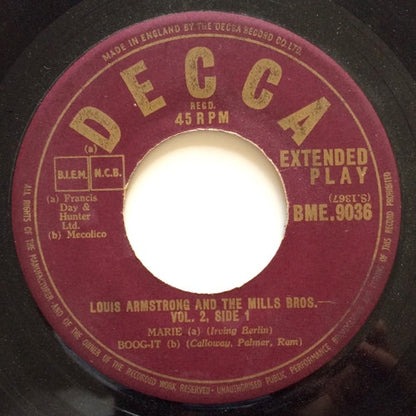 MADE IN ENGLAND BY THE DECCA RECORD CO. LTD.
DECCA
REGD.
45 RPM
EXTENDED
PLAY
(a)
B.I.E.M. N.C.B.
(S.1367)
BME.9036
(a) Francis
Day &
Hunter
Ltd.
(b) Mecolico
LOUIS ARMSTRONG AND THE MILLS BROS.—
VOL. 2, SIDE 1
MARIE (a) (Irving Berlin)
BOOG-IT (b) (Calloway, Palmer, Ram)
ALL RIGHTS OF THE MANUFACTURER AND OF THE OWNER OF THE RECORDED WORK RESERVED - UNAUTHORISED PUBLIC PERFORMANCE BROADCASTING AND COPYING OF THIS RECORD PROHIBITED